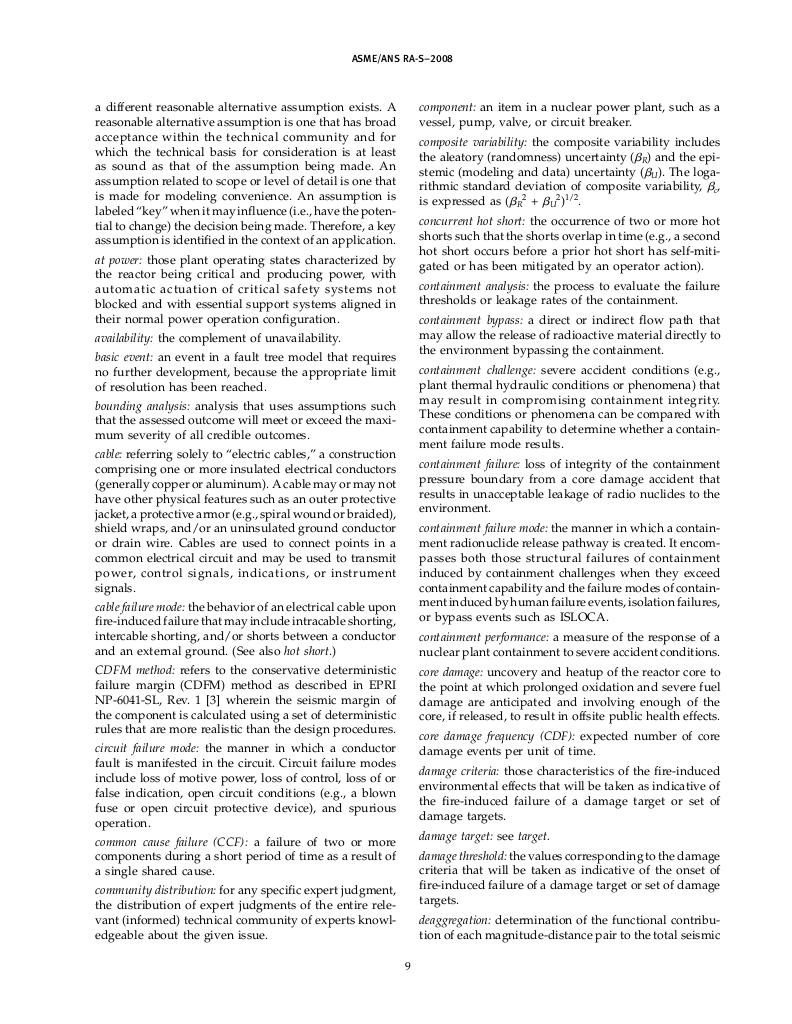 ASME/ANS RA-S–2008
a different reasonable alternative assumption exists. A
reasonable alternative assumption is one that has broad
acceptance within the technical community and for
which the technical basis for consideration is at least
as sound as that of the assumption being made. An
assumption related to scope or level of detail is one that
is made for modeling convenience. An assumption is
labeled “key” when it may influence (i.e., have the poten-
tial to change) the decision being made. Therefore, a key
assumption is identified in the context of an application.
at power: those plant operating states characterized by
the reactor being critical and producing power, with
automatic actuation of critical safety systems not
blocked and with essential support systems aligned in
their normal power operation configuration.
availability: the complement of unavailability.
basic event: an event in a fault tree model that requires
no further development, because the appropriate limit
of resolution has been reached.
bounding analysis: analysis that uses assumptions such
that the assessed outcome will meet or exceed the maxi-
mum severity of all credible outcomes.
cable: referring solely to “electric cables,” a construction
comprising one or more insulated electrical conductors
(generally copper or aluminum). A cable may or may not
have other physical features such as an outer protective
jacket, a protective armor (e.g., spiral wound or braided),
shield wraps, and/or an uninsulated ground conductor
or drain wire. Cables are used to connect points in a
common electrical circuit and may be used to transmit
power, control signals, indications, or instrument
signals.
cable failure mode: the behavior of an electrical cable upon
fire-induced failure that may include intracable shorting,
intercable shorting, and/or shorts between a conductor
and an external ground. (See also hot short.)
CDFM method: refers to the conservative deterministic
failure margin (CDFM) method as described in EPRI
NP-6041-SL, Rev. 1 [3] wherein the seismic margin of
the component is calculated using a set of deterministic
rules that are more realistic than the design procedures.
circuit failure mode: the manner in which a conductor
fault is manifested in the circuit. Circuit failure modes
include loss of motive power, loss of control, loss of or
false indication, open circuit conditions (e.g., a blown
fuse or open circuit protective device), and spurious
operation.
common cause failure (CCF): a failure of two or more
components during a short period of time as a result of
a single shared cause.
community distribution: for any specific expert judgment,
the distribution of expert judgments of the entire rele-
vant (informed) technical community of experts knowl-
edgeable about the given issue.
component: an item in a nuclear power plant, such as a
vessel, pump, valve, or circuit breaker.
composite variability: the composite variability includes
the aleatory (randomness) uncertainty (βR) and the epi-
stemic (modeling and data) uncertainty (βU). The loga-
rithmic standard deviation of composite variability, βc,
is expressed as (βR² + βU²)^1/2.
concurrent hot short: the occurrence of two or more hot
shorts such that the shorts overlap in time (e.g., a second
hot short occurs before a prior hot short has self-miti-
gated or has been mitigated by an operator action).
containment analysis: the process to evaluate the failure
thresholds or leakage rates of the containment.
containment bypass: a direct or indirect flow path that
may allow the release of radioactive material directly to
the environment bypassing the containment.
containment challenge: severe accident conditions (e.g.,
plant thermal hydraulic conditions or phenomena) that
may result in compromising containment integrity.
These conditions or phenomena can be compared with
containment capability to determine whether a contain-
ment failure mode results.
containment failure: loss of integrity of the containment
pressure boundary from a core damage accident that
results in unacceptable leakage of radio nuclides to the
environment.
containment failure mode: the manner in which a contain-
ment radionuclide release pathway is created. It encom-
passes both those structural failures of containment
induced by containment challenges when they exceed
containment capability and the failure modes of contain-
ment induced by human failure events, isolation failures,
or bypass events such as ISLOCA.
containment performance: a measure of the response of a
nuclear plant containment to severe accident conditions.
core damage: uncovery and heatup of the reactor core to
the point at which prolonged oxidation and severe fuel
damage are anticipated and involving enough of the
core, if released, to result in offsite public health effects.
core damage frequency (CDF): expected number of core
damage events per unit of time.
damage criteria: those characteristics of the fire-induced
environmental effects that will be taken as indicative of
the fire-induced failure of a damage target or set of
damage targets.
damage target: see target.
damage threshold: the values corresponding to the damage
criteria that will be taken as indicative of the onset of
fire-induced failure of a damage target or set of damage
targets.
deaggregation: determination of the functional contribu-
tion of each magnitude-distance pair to the total seismic
9